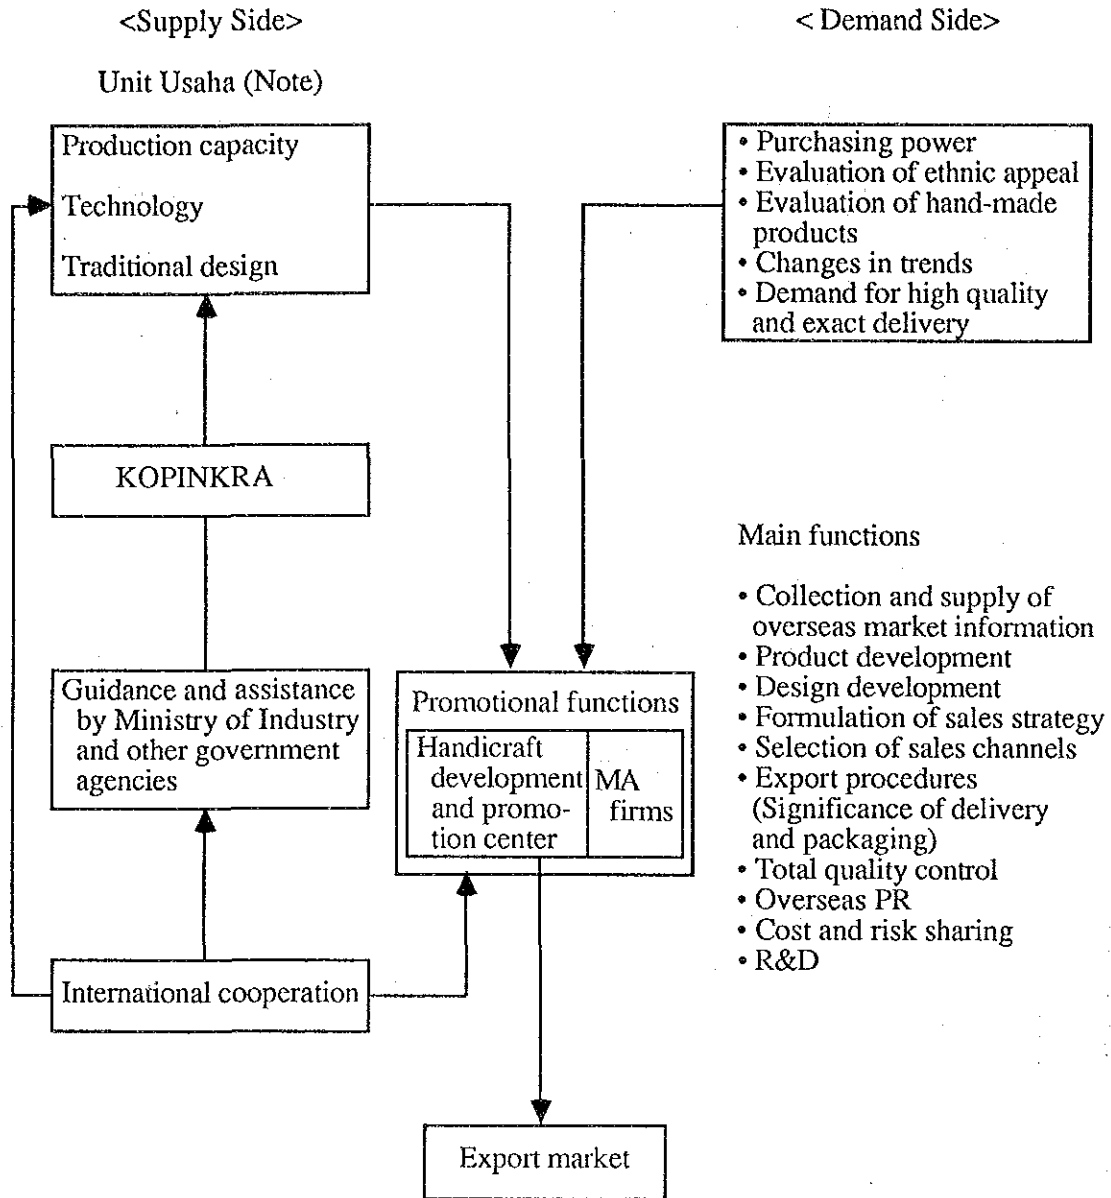 <Supply Side>
Unit Usaha (Note)
Production capacity
Technology
Traditional design
KOPINKRA
Guidance and assistance
by Ministry of Industry
and other government
agencies
International cooperation
< Demand Side>
• Purchasing power
• Evaluation of ethnic appeal
• Evaluation of hand-made
products
• Changes in trends
• Demand for high quality
and exact delivery
Promotional functions
Handicraft
development
and promo-
tion center
MA
firms
Export market
Main functions
• Collection and supply of
overseas market information
• Product development
• Design development
• Formulation of sales strategy
• Selection of sales channels
• Export procedures
(Significance of delivery
and packaging)
• Total quality control
• Overseas PR
• Cost and risk sharing
• R&D